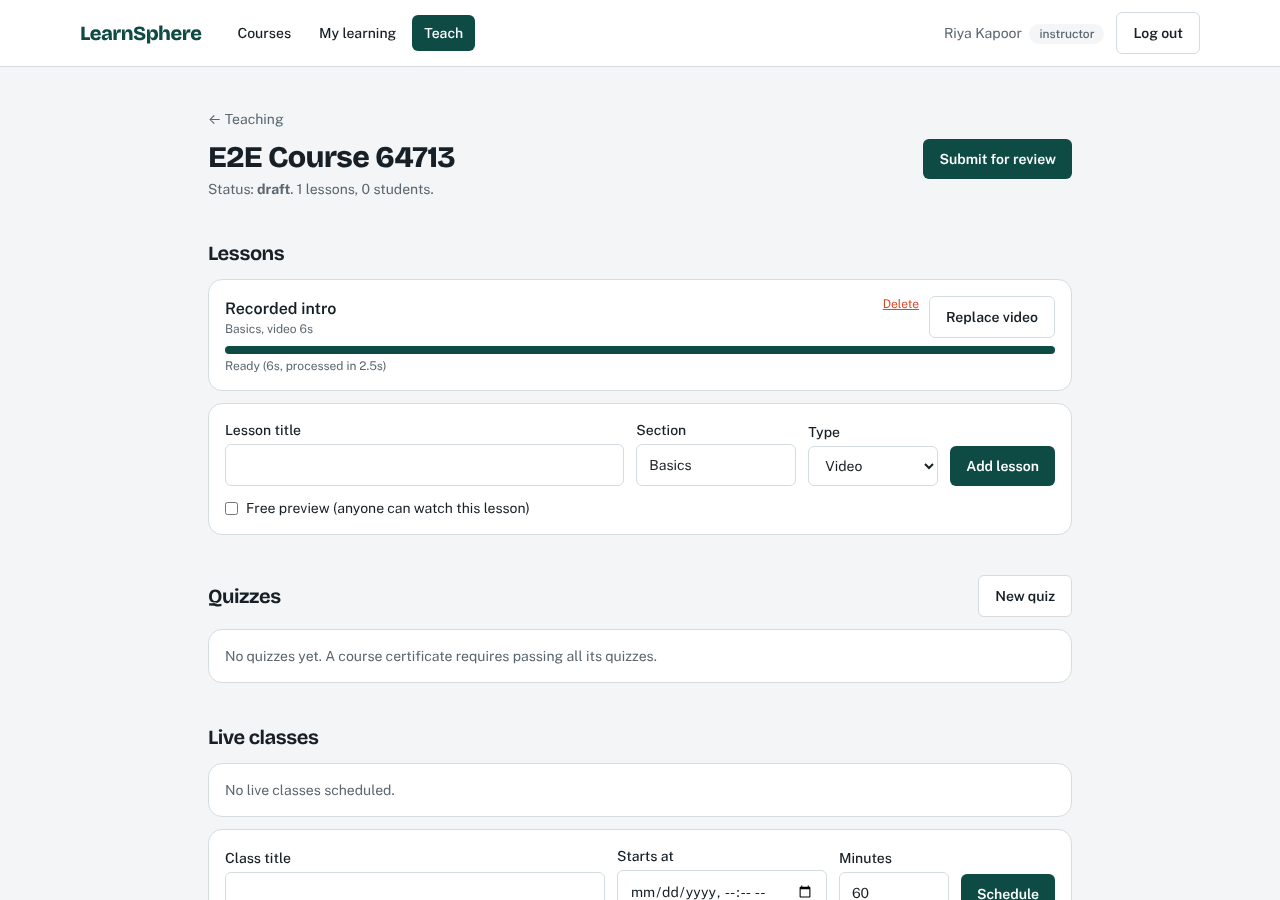 LearnSphere Courses My learning Teach Riya Kapoor instructor Log out
← Teaching
E2E Course 64713
Submit for review
Status: draft. 1 lessons, 0 students.
Lessons
Recorded intro
Delete Replace video
Basics, video 6s
Ready (6s, processed in 2.5s)
Lesson title Section Type
Basics Video Add lesson
Free preview (anyone can watch this lesson)
Quizzes New quiz
No quizzes yet. A course certificate requires passing all its quizzes.
Live classes
No live classes scheduled.
Class title Starts at Minutes
mm/dd/yyyy, --:-- -- 60 Schedule